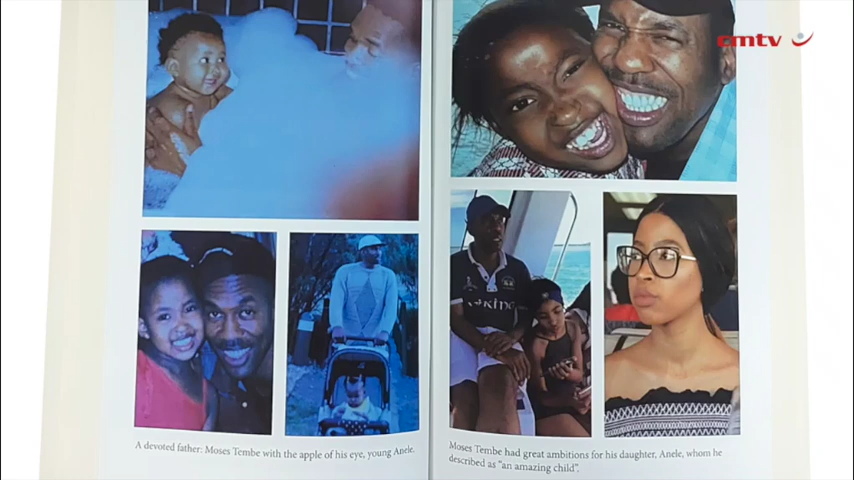 emtv
A devoted father: Moses Tembe with the apple of his eye, young Anele.
Moses Tembe had great ambitions for his daughter, Anele, whom he
described as “an amazing child”.